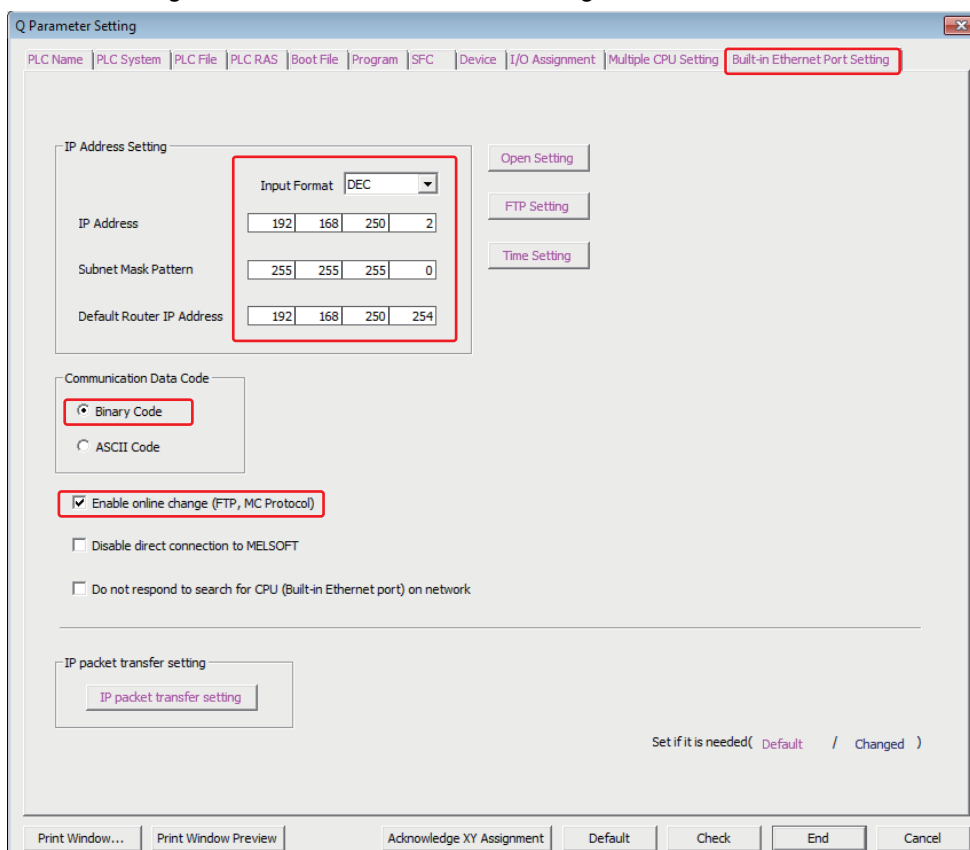 Q Parameter Setting
PLC Name PLC System PLC File PLC RAS Boot File Program SFC Device I/O Assignment Multiple CPU Setting Built-in Ethernet Port Setting
IP Address Setting
Input Format DEC
IP Address 192 168 250 2
Subnet Mask Pattern 255 255 255 0
Default Router IP Address 192 168 250 254
Open Setting
FTP Setting
Time Setting
Communication Data Code
Binary Code
ASCII Code
Enable online change (FTP, MC Protocol)
Disable direct connection to MELSOFT
Do not respond to search for CPU (Built-in Ethernet port) on network
IP packet transfer setting
IP packet transfer setting
Set if it is needed( Default / Changed )
Print Window... Print Window Preview Acknowledge XY Assignment Default Check End Cancel